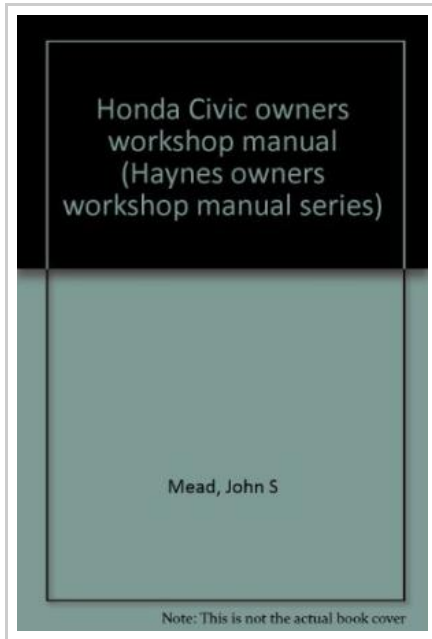 Honda Civic owners
workshop manual
(Haynes owners
workshop manual series)
Mead, John S
Note: This is not the actual book cover